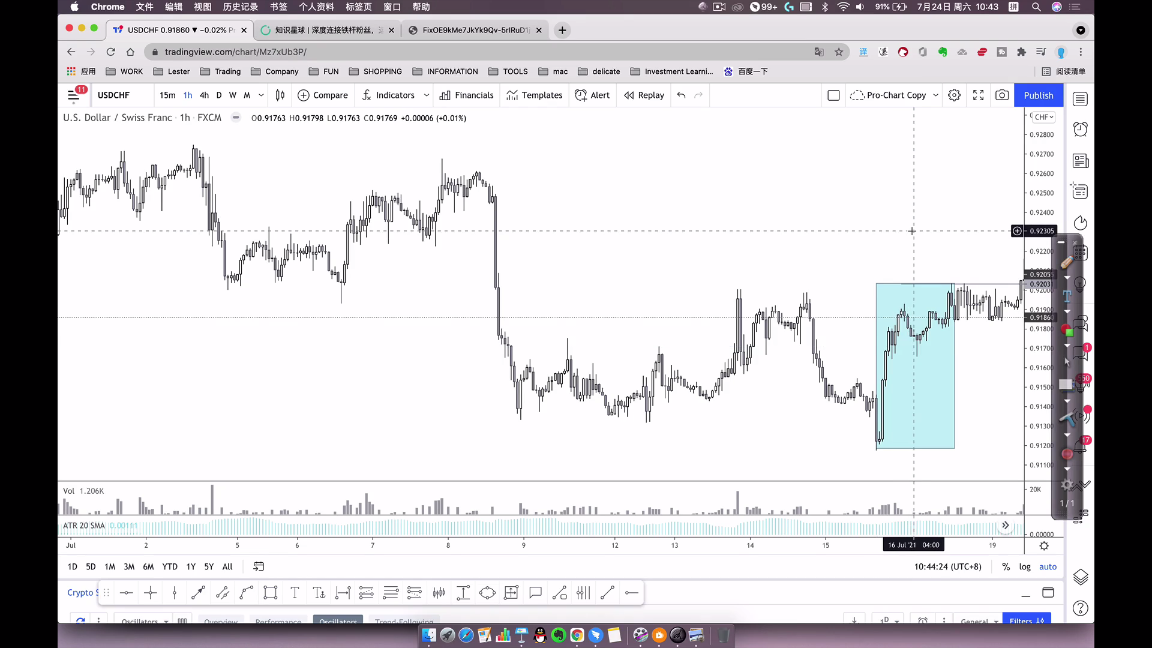 Chrome 文件 修改 视图 历史记录 书签 个人资料 标签页 窗口 帮助 99+ 91% 7月24日 周六 10:43 拼
USDCHF 0.91860 ▼ −0.02% P 知识星球 | 深度连接铁杆粉丝, FixOE9kMe7JkYk9Qv-5rIRuD1
tradingview.com/chart/Mz7xUb3P/
应用 WORK Lester Trading Company FUN SHOPPING INFORMATION TOOLS mac delicate Investment Learni... 百度一下 阅读清单
11 USDCHF 15m 1h 4h D W M Compare Indicators Financials Templates Alert Replay Pro-Chart Copy Publish
U.S. Dollar / Swiss Franc · 1h · FXCM O0.91763 H0.91798 L0.91763 C0.91769 +0.00006 (+0.01%)
CHF
0.92800
0.92700
0.92600
0.92500
0.92400
0.92305
0.92200
0.92031
0.91860
0.91800
0.91700
0.91600
0.91500
0.91400
0.91300
0.91200
0.91100
1
50
17
1 / 1
Vol 1.206K
20K
ATR 20 SMA
0.00000
Jul 2 5 6 7 8 9 12 13 14 15 16 Jul '21 04:00 19
1D 5D 1M 3M 6M YTD 1Y 5Y All 10:44:24 (UTC+8) % log auto
Crypto S
Oscillators Overview Performance Oscillators Trend-Following 1D General Filters